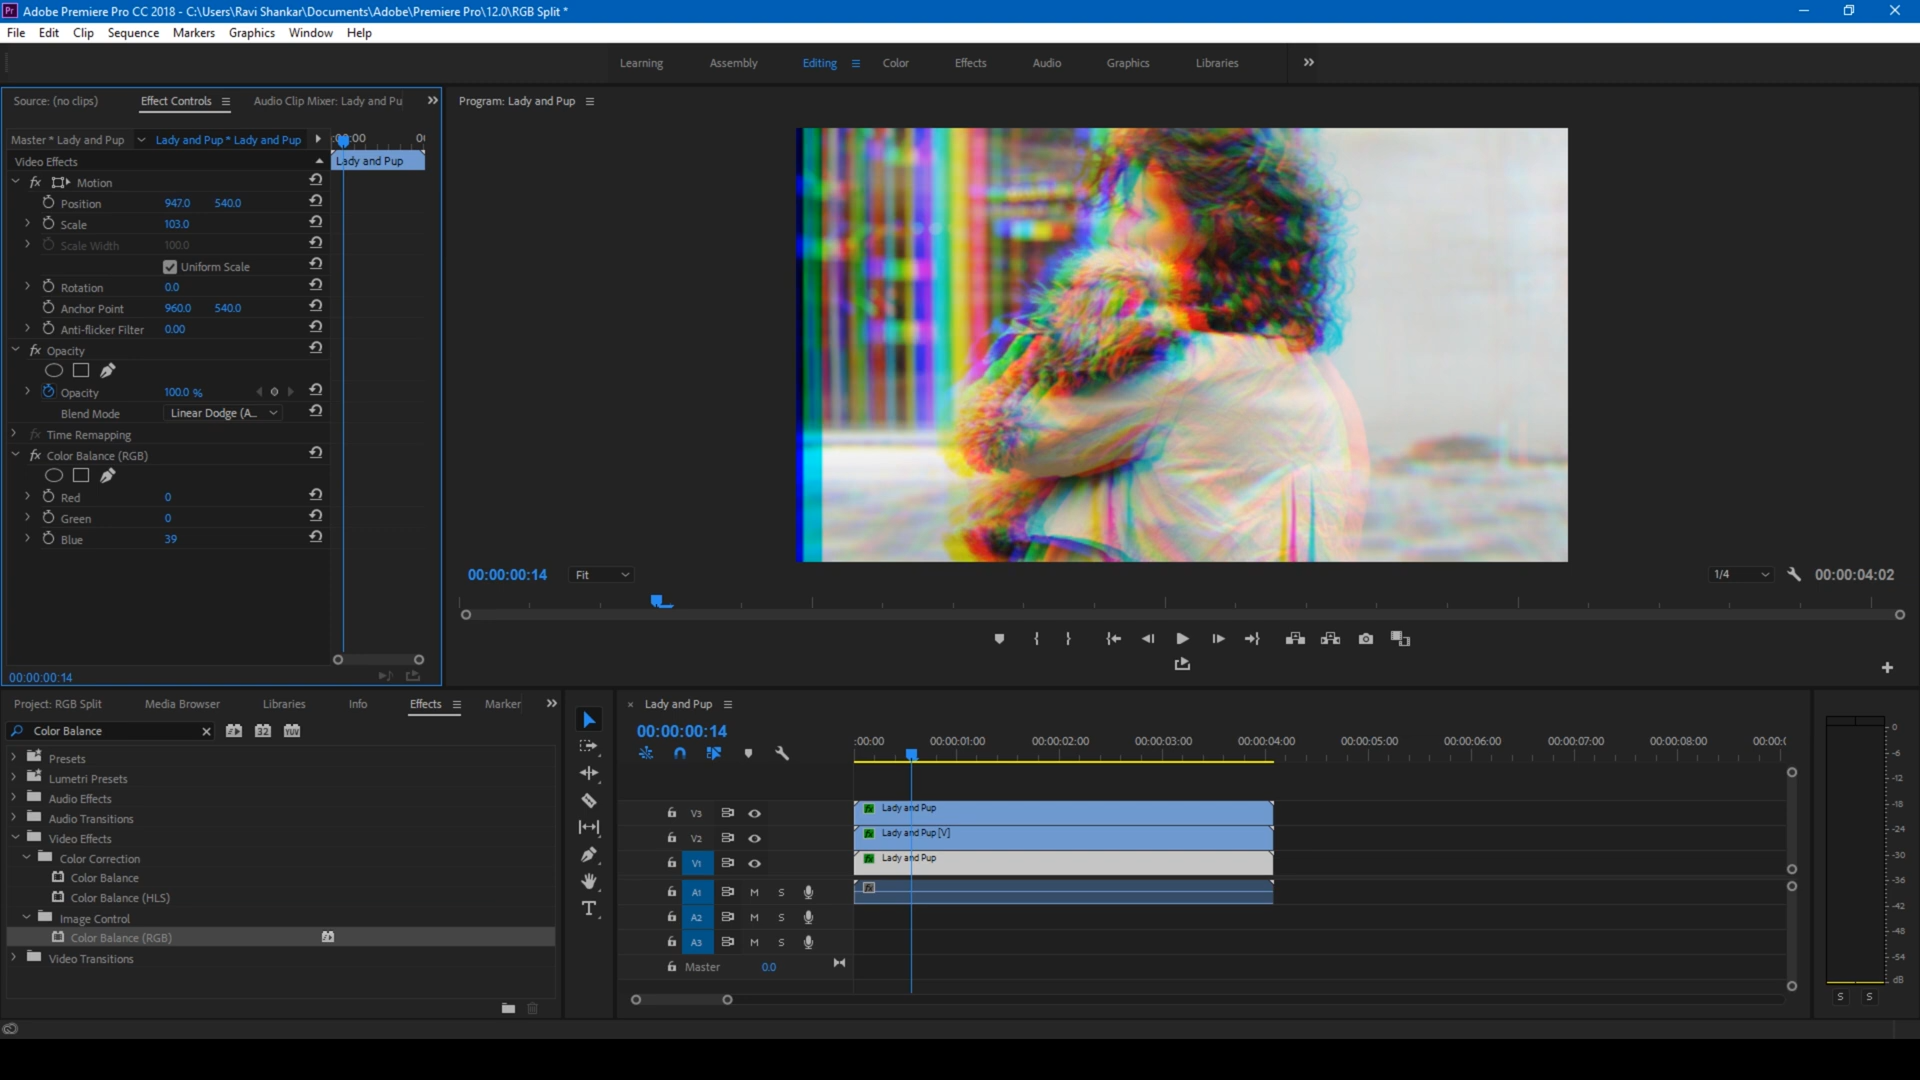 Adobe Premiere Pro CC 2018 - C:\Users\Ravi Shankar\Documents\Adobe\Premiere Pro\12.0\RGB Split *
File Edit Clip Sequence Markers Graphics Window Help
Learning Assembly Editing Color Effects Audio Graphics Libraries
Source: (no clips) Effect Controls Audio Clip Mixer: Lady and Pu
Program: Lady and Pup
Master * Lady and Pup Lady and Pup * Lady and Pup
Video Effects Lady and Pup
fx Motion
Position 947.0 540.0
Scale 103.0
Scale Width 100.0
Uniform Scale
Rotation 0.0
Anchor Point 960.0 540.0
Anti-flicker Filter 0.00
fx Opacity
Opacity 100.0 %
Blend Mode Linear Dodge (A...
fx Time Remapping
fx Color Balance (RGB)
Red 0
Green 0
Blue 39
00:00:00:14
00:00:00:14 Fit 1/4 00:00:04:02
Project: RGB Split Media Browser Libraries Info Effects Marker
Color Balance 32 YUV
Presets
Lumetri Presets
Audio Effects
Audio Transitions
Video Effects
Color Correction
Color Balance
Color Balance (HLS)
Image Control
Color Balance (RGB)
Video Transitions
T
Lady and Pup
00:00:00:14
:00:00 00:00:01:00 00:00:02:00 00:00:03:00 00:00:04:00 00:00:05:00 00:00:06:00 00:00:07:00 00:00:08:00 00:00:0
V3 Lady and Pup
V2 Lady and Pup [V]
V1 Lady and Pup
A1 M S
A2 M S
A3 M S
Master 0.0
0
-6
-12
-18
-24
-30
-36
-42
-48
-54
dB
S S